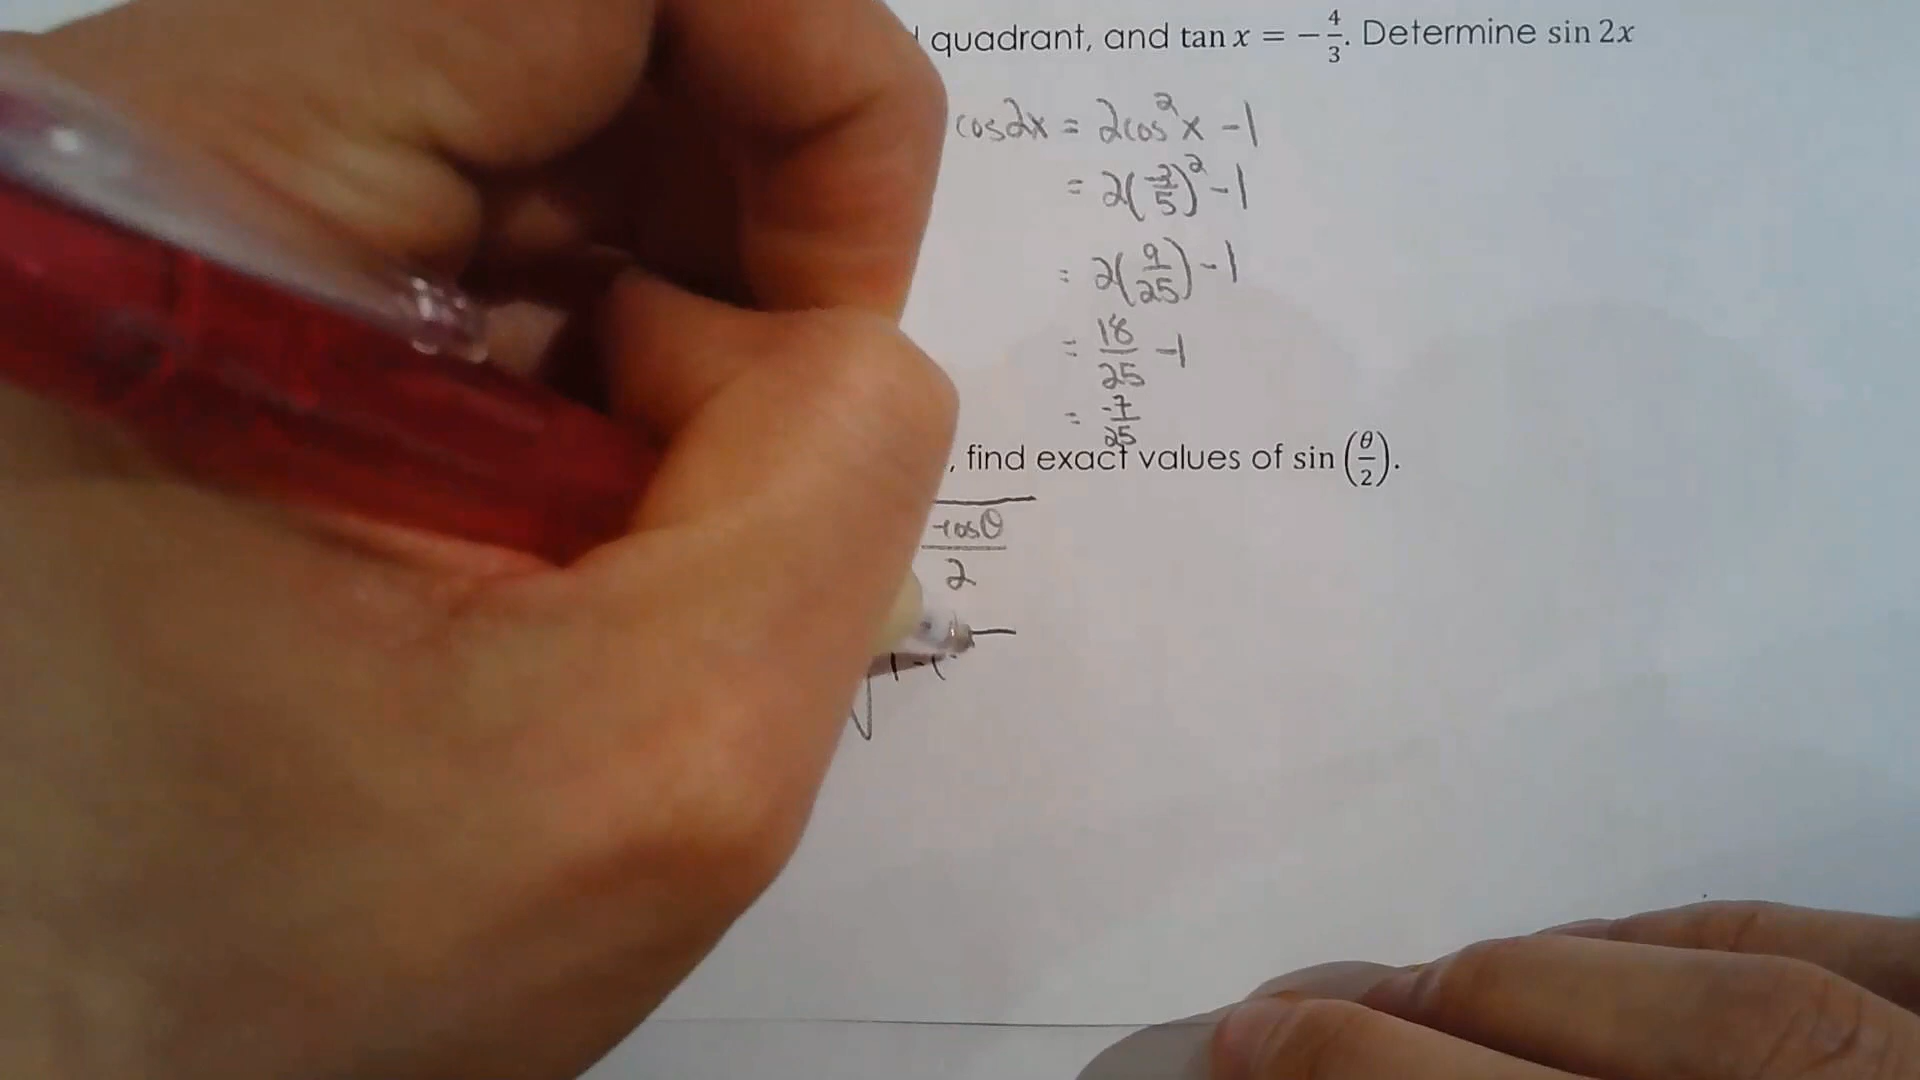 quadrant, and tan x = −4/3. Determine sin 2x
cos2x = 2cos²x − 1
= 2(-3/5)² − 1
= 2(9/25) − 1
= 18/25 − 1
= -7/25
, find exact values of sin (θ/2).
-cosθ
2
√1-(